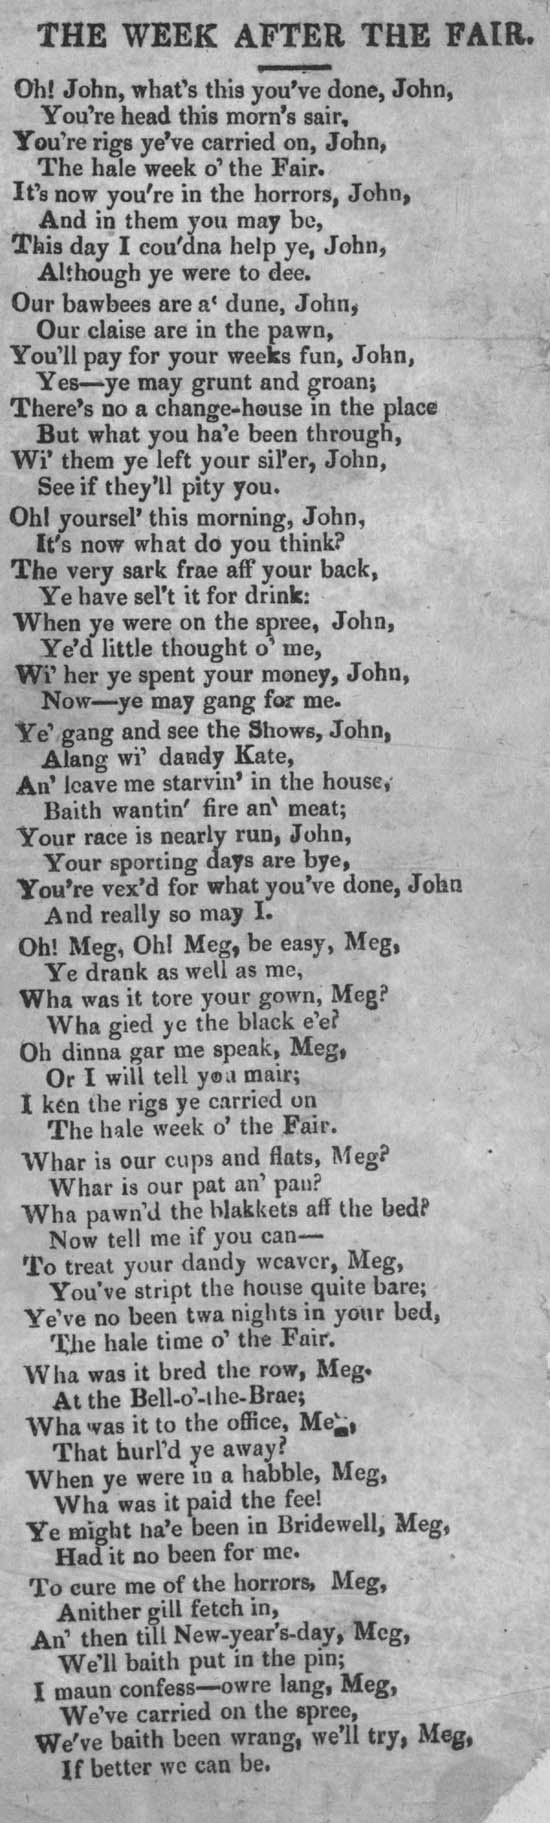 THE WEEK AFTER THE FAIR.
Oh! John, what's this you've done, John,
You're head this morn's sair,
You're rigs ye've carried on, John,
The hale week o' the Fair.
It's now you're in the horrors, John,
And in them you may be,
This day I cou'dna help ye, John,
Although ye were to dee.
Our bawbees are a' dune, John,
Our claise are in the pawn,
You'll pay for your weeks fun, John,
Yes—ye may grunt and groan;
There's no a change-house in the place
But what you ha'e been through,
Wi' them ye left your sil'er, John,
See if they'll pity you.
Oh! yoursel' this morning, John,
It's now what do you think?
The very sark frae aff your back,
Ye have sel't it for drink:
When ye were on the spree, John,
Ye'd little thought o' me,
Wi' her ye spent your money, John,
Now—ye may gang for me.
Ye' gang and see the Shows, John,
Alang wi' dandy Kate,
An' leave me starvin' in the house,
Baith wantin' fire an' meat;
Your race is nearly run, John,
Your sporting days are bye,
You're vex'd for what you've done, John
And really so may I.
Oh! Meg, Oh! Meg, be easy, Meg,
Ye drank as well as me,
Wha was it tore your gown, Meg?
Wha gied ye the black e'e?
Oh dinna gar me speak, Meg,
Or I will tell you mair;
I ken the rigs ye carried on
The hale week o' the Fair.
Whar is our cups and flats, Meg?
Whar is our pat an' pan?
Wha pawn'd the blakkets aff the bed?
Now tell me if you can—
To treat your dandy weaver, Meg,
You've stript the house quite bare;
Ye've no been twa nights in your bed,
The hale time o' the Fair.
Wha was it bred the row, Meg.
At the Bell-o'-the-Brae;
Wha was it to the office, Meg,
That hurl'd ye away?
When ye were in a habble, Meg,
Wha was it paid the fee!
Ye might ha'e been in Bridewell, Meg,
Had it no been for me.
To cure me of the horrors, Meg,
Anither gill fetch in,
An' then till New-year's-day, Meg,
We'll baith put in the pin;
I maun confess—owre lang, Meg,
We've carried on the spree,
We've baith been wrang, we'll try, Meg,
If better we can be.